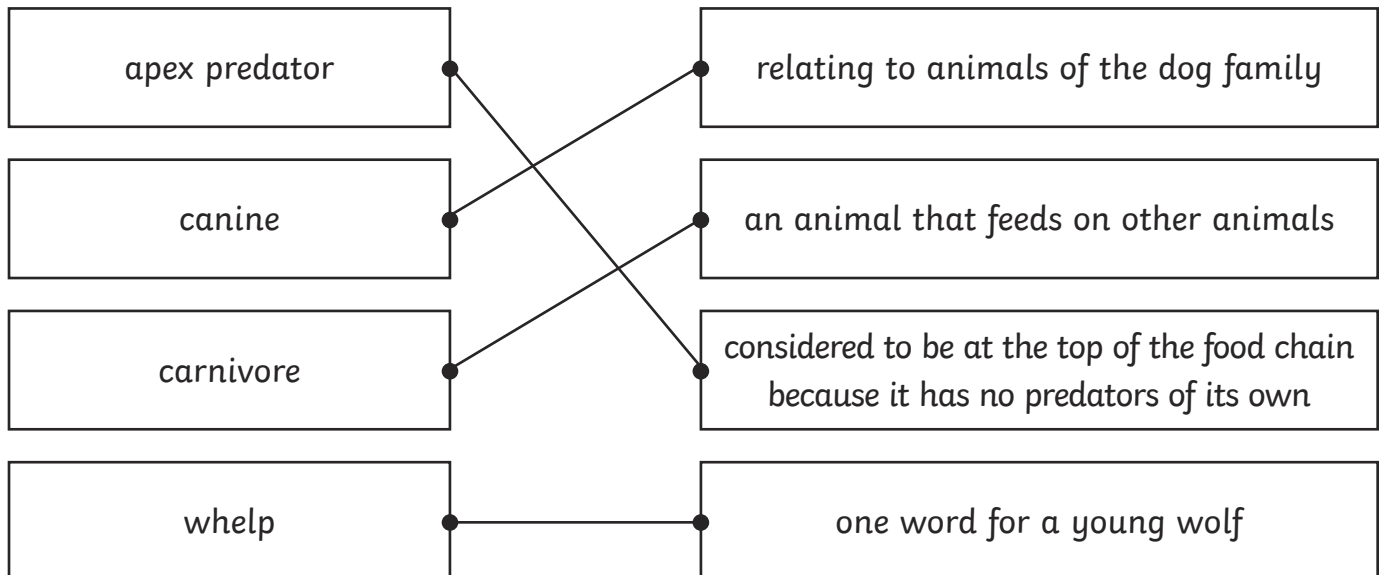 apex predator
relating to animals of the dog family
canine
an animal that feeds on other animals
carnivore
considered to be at the top of the food chain
because it has no predators of its own
whelp
one word for a young wolf